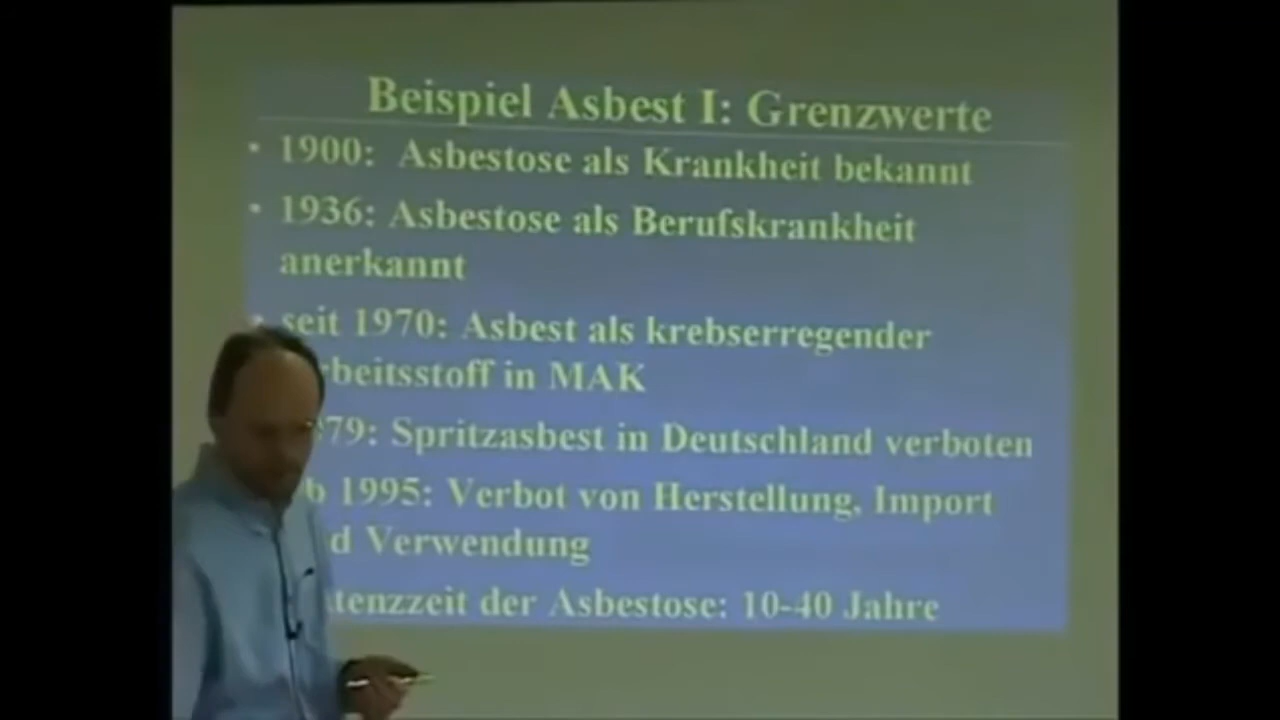 Beispiel Asbest I: Grenzwerte
• 1900: Asbestose als Krankheit bekannt
• 1936: Asbestose als Berufskrankheit
anerkannt
• seit 1970: Asbest als krebserregender
rbeitsstoff in MAK
79: Spritzasbest in Deutschland verboten
b 1995: Verbot von Herstellung, Import
d Verwendung
tenzzeit der Asbestose: 10-40 Jahre